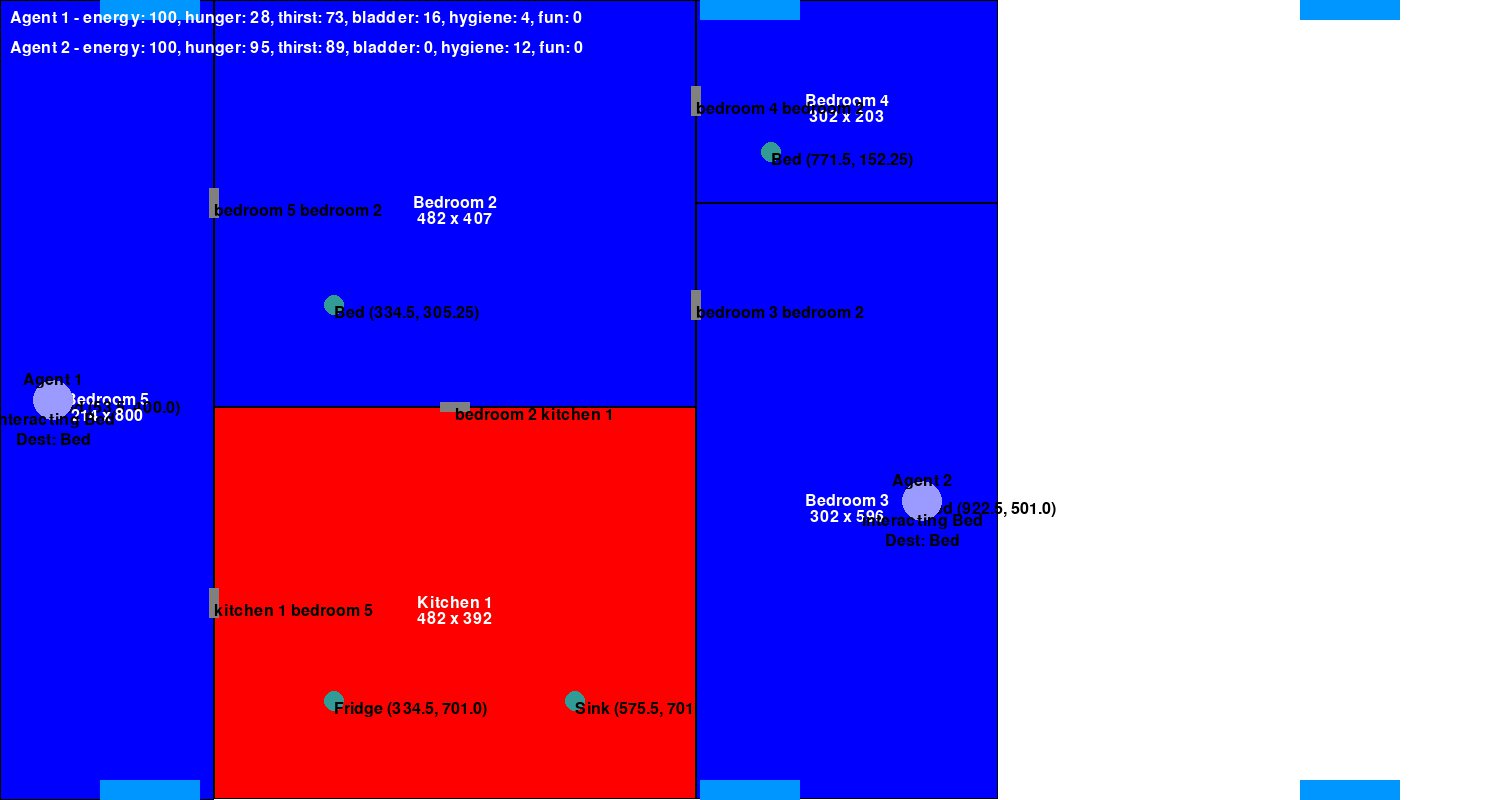 Agent 1 - energy: 100, hunger: 28, thirst: 73, bladder: 16, hygiene: 4, fun: 0
Agent 2 - energy: 100, hunger: 95, thirst: 89, bladder: 0, hygiene: 12, fun: 0
Bedroom 4
302 x 203
bedroom 4 bedroom 2
Bed (771.5, 152.25)
Bedroom 2
482 x 407
bedroom 5 bedroom 2
Bed (334.5, 305.25)
bedroom 3 bedroom 2
Agent 1
Bedroom 5
214 x 800
Interacting Bed
Dest: Bed
bedroom 2 kitchen 1
Agent 2
Bedroom 3
302 x 596
(922.5, 501.0)
Interacting Bed
Dest: Bed
Kitchen 1
482 x 392
kitchen 1 bedroom 5
Fridge (334.5, 701.0)
Sink (575.5, 701